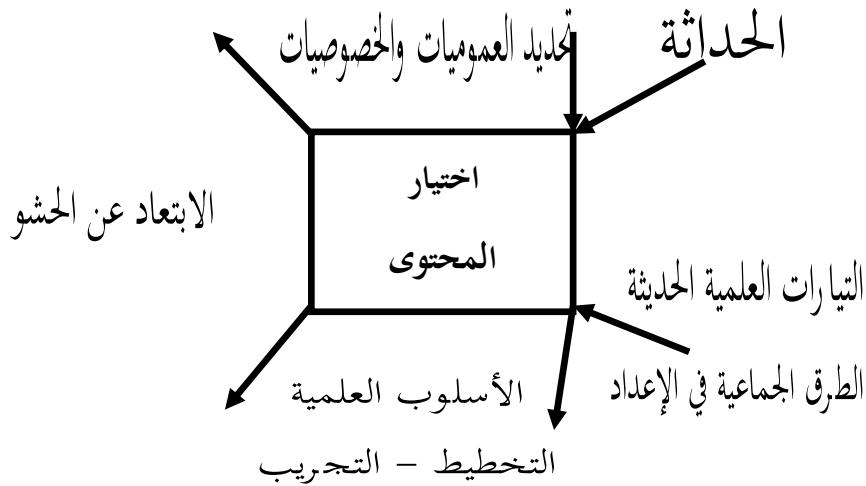 الحداثة
تحديد العموميات والخصوصيات
اختيار
المحتوى
الابتعاد عن الحشو
التيارات العلمية الحديثة
الطرق الجماعية في الإعداد
الأسلوب العلمية
التخطيط – التجريب